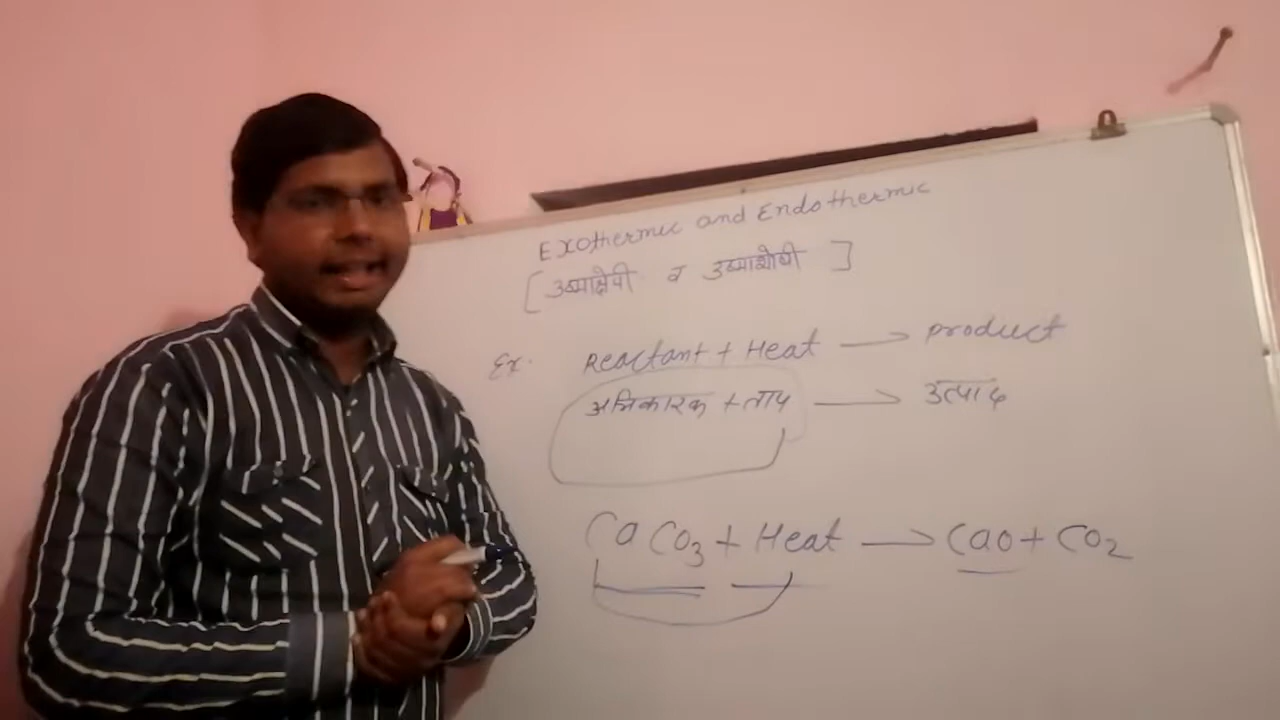 Exothermic and Endothermic
[ऊष्माक्षेपी व ऊष्माशोषी]
Ex. Reactant + Heat → product
अभिकारक + ताप → उत्पाद
CaCO3 + Heat → CaO + CO2